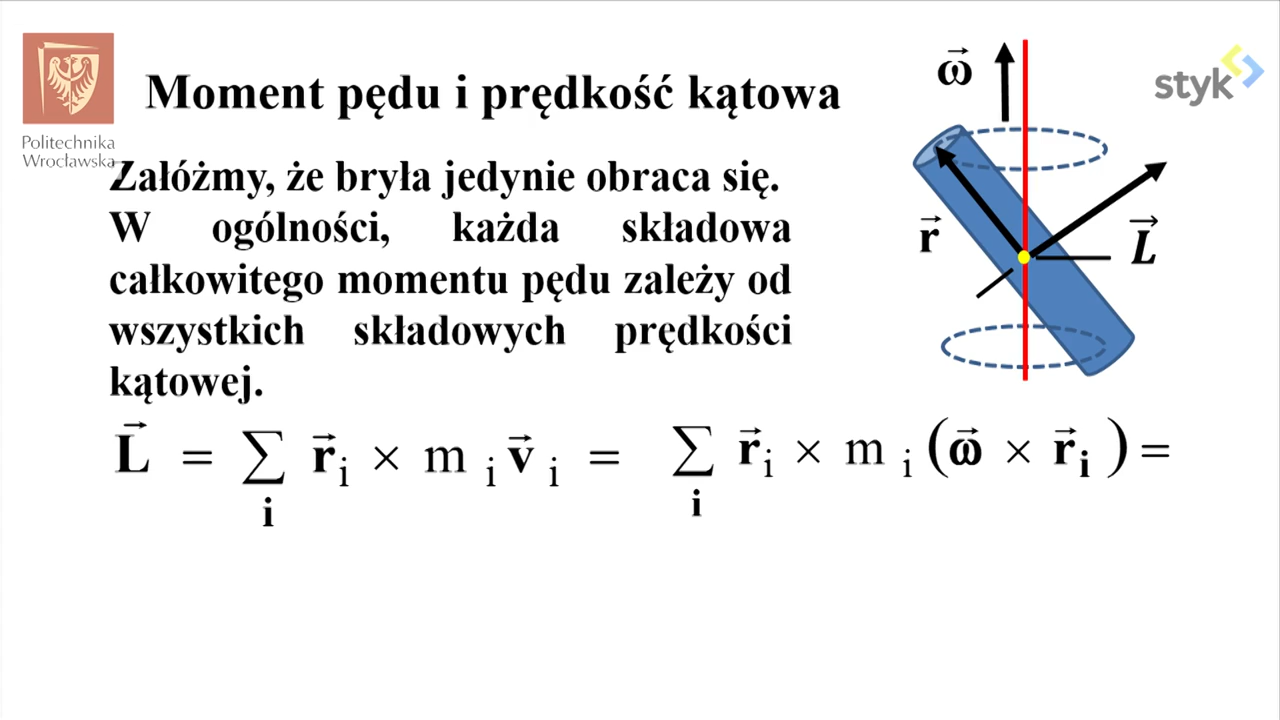 Politechnika
Wrocławska
styk
Moment pędu i prędkość kątowa
Załóżmy, że bryła jedynie obraca się.
W ogólności, każda składowa
całkowitego momentu pędu zależy od
wszystkich składowych prędkości
kątowej.
ω⃗
r⃗
L⃗
L⃗ = ∑ᵢ r⃗ᵢ × mᵢ v⃗ᵢ = ∑ᵢ r⃗ᵢ × mᵢ (ω⃗ × r⃗ᵢ) =